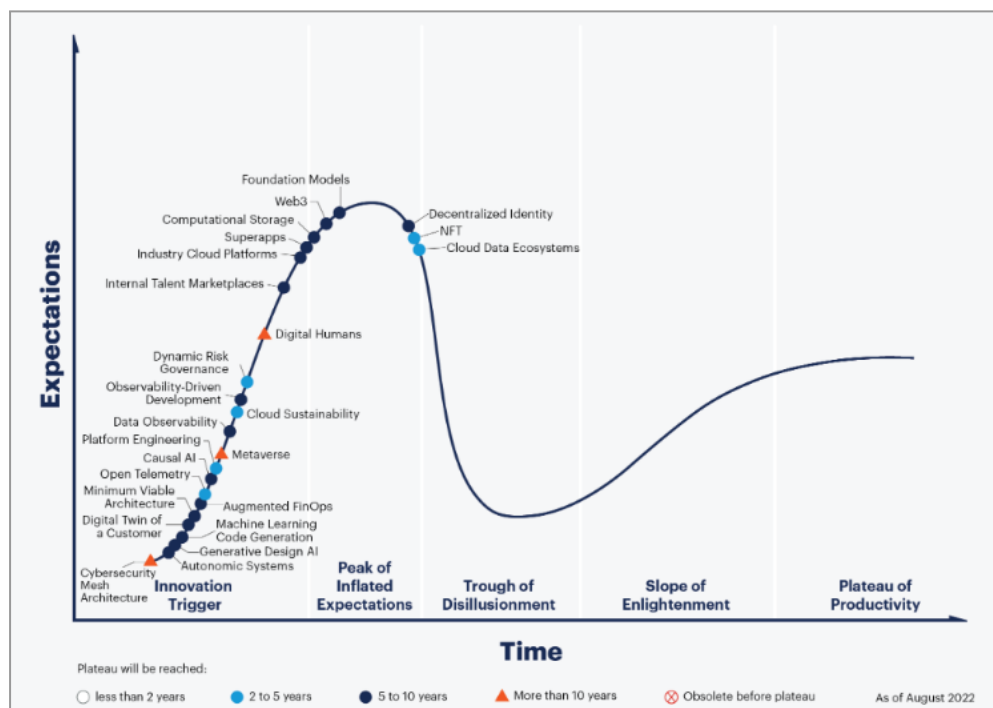 Expectations
Foundation Models
Web3
Computational Storage
Superapps
Industry Cloud Platforms
Internal Talent Marketplaces
Decentralized Identity
NFT
Cloud Data Ecosystems
Digital Humans
Dynamic Risk
Governance
Observability-Driven
Development
Cloud Sustainability
Data Observability
Platform Engineering
Metaverse
Causal AI
Open Telemetry
Minimum Viable
Architecture
Augmented FinOps
Digital Twin of
a Customer
Machine Learning
Code Generation
Generative Design AI
Autonomic Systems
Cybersecurity
Mesh
Architecture
Innovation
Trigger
Peak of
Inflated
Expectations
Trough of
Disillusionment
Slope of
Enlightenment
Plateau of
Productivity
Time
Plateau will be reached:
less than 2 years
2 to 5 years
5 to 10 years
More than 10 years
Obsolete before plateau
As of August 2022